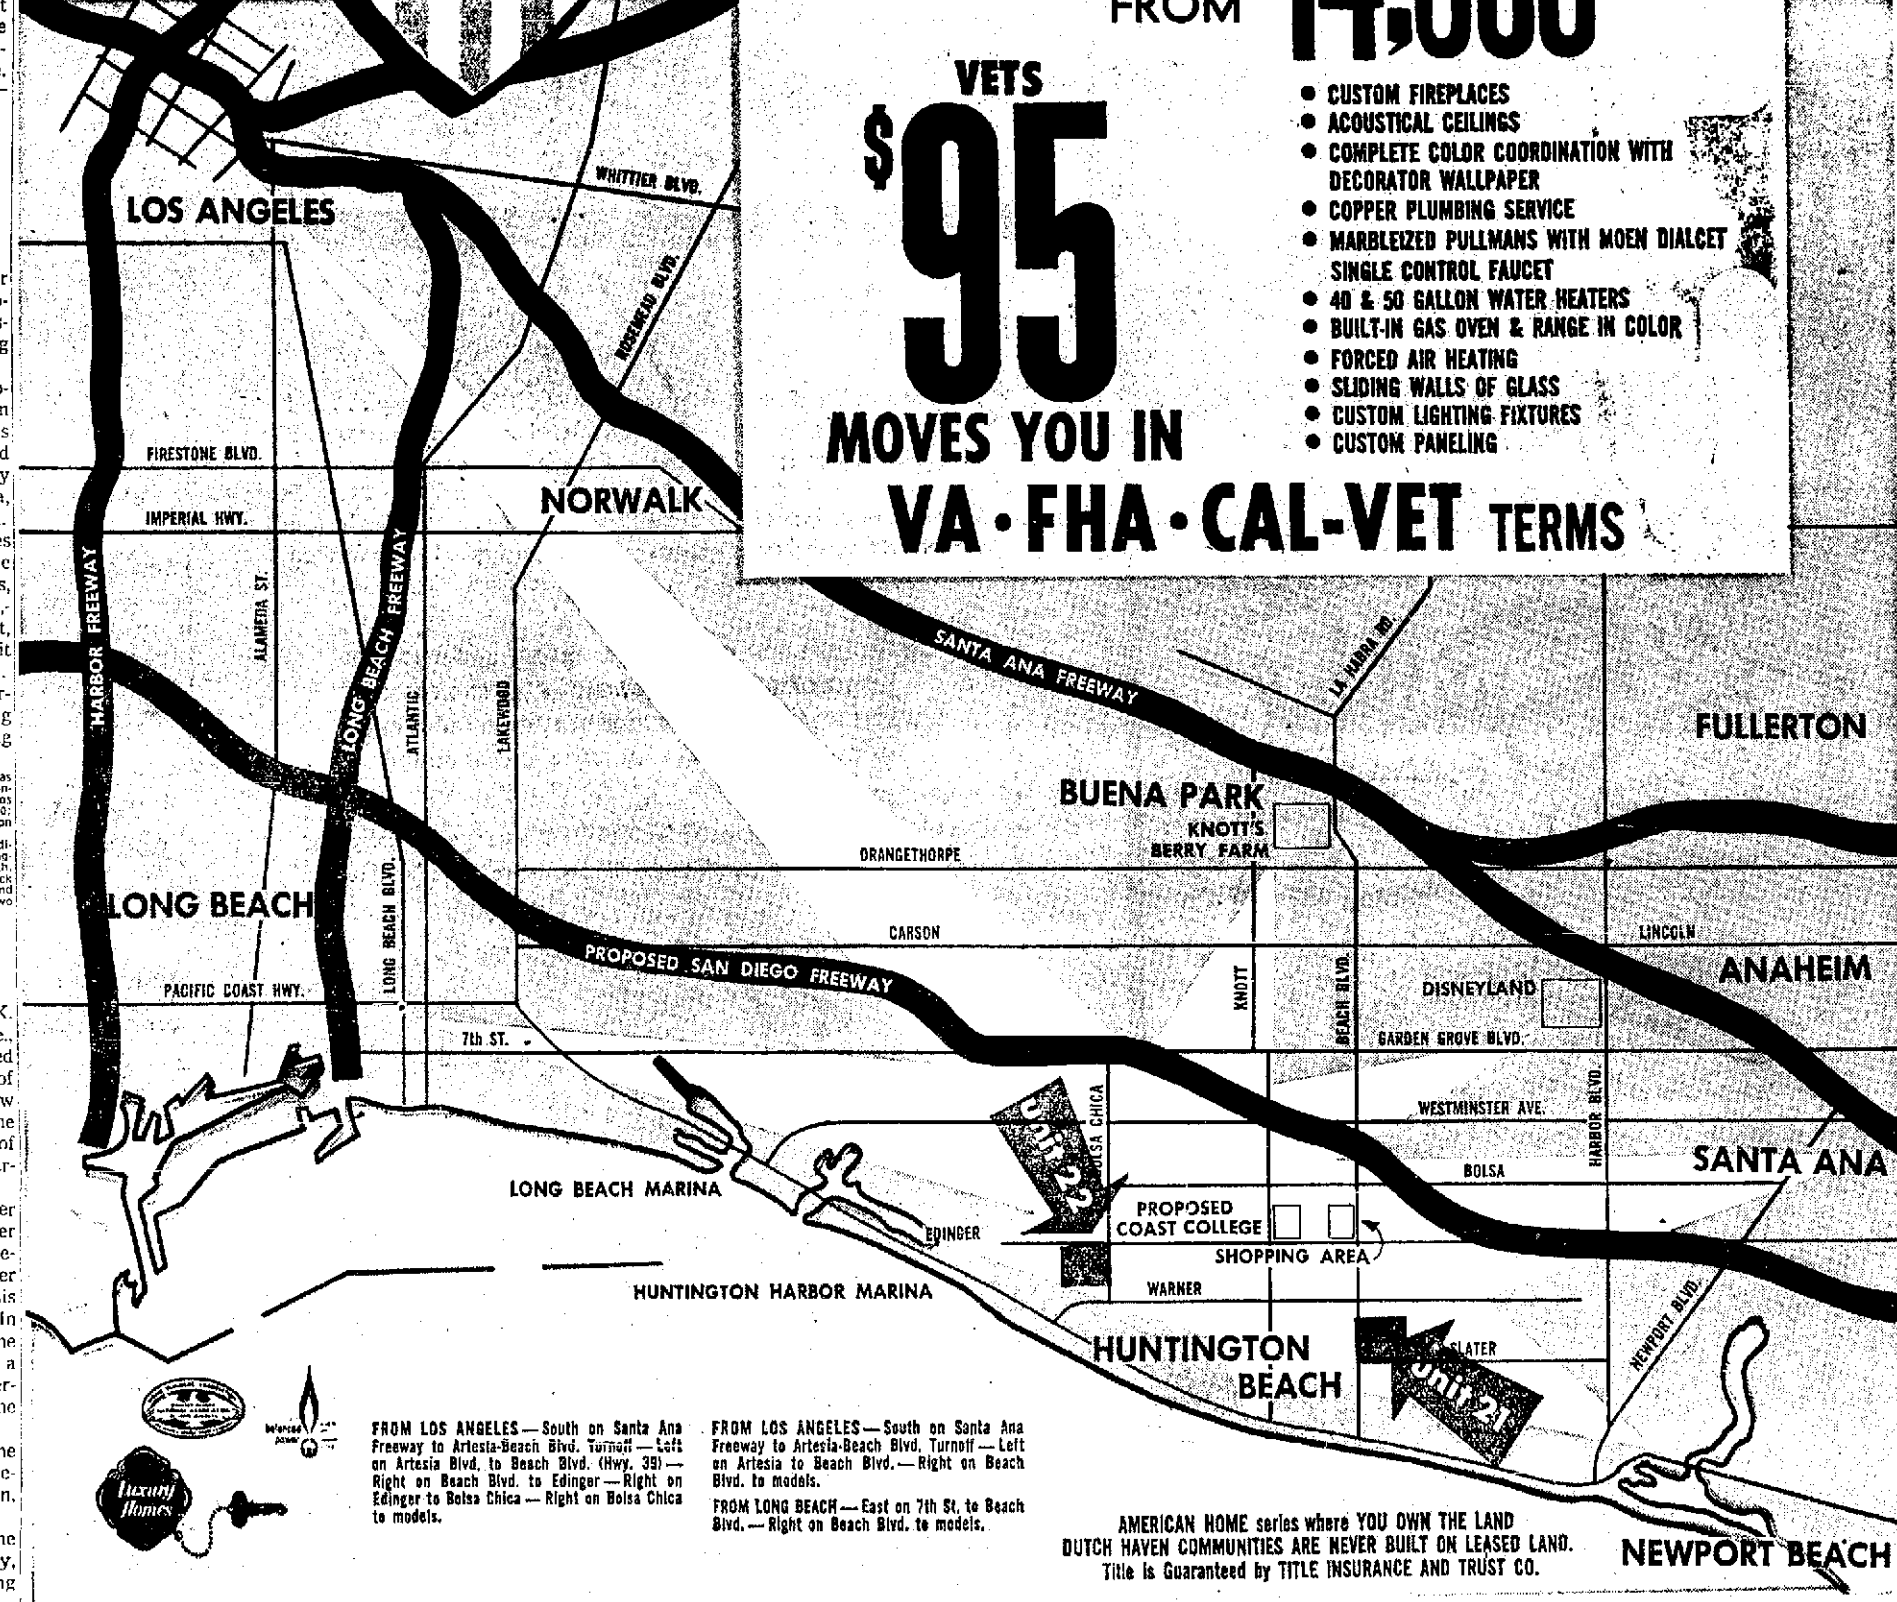 FROM 14,000
VETS
$95
MOVES YOU IN
VA • FHA • CAL-VET TERMS
• CUSTOM FIREPLACES
• ACOUSTICAL CEILINGS
• COMPLETE COLOR COORDINATION WITH
DECORATOR WALLPAPER
• COPPER PLUMBING SERVICE
• MARBLEIZED PULLMANS WITH MOEN DIALCET
SINGLE CONTROL FAUCET
• 40 & 50 GALLON WATER HEATERS
• BUILT-IN GAS OVEN & RANGE IN COLOR
• FORCED AIR HEATING
• SLIDING WALLS OF GLASS
• CUSTOM LIGHTING FIXTURES
• CUSTOM PANELING
WHITTIER BLVD.
LOS ANGELES
ROSEMEAD BLVD.
FIRESTONE BLVD.
NORWALK
IMPERIAL HWY.
HARBOR FREEWAY
ALAMEDA ST.
LONG BEACH FREEWAY
ATLANTIC
LAKEWOOD
SANTA ANA FREEWAY
LA HABRA RD.
FULLERTON
BUENA PARK
KNOTT'S
BERRY FARM
ORANGETHORPE
LONG BEACH
LONG BEACH BLVD.
CARSON
LINCOLN
PROPOSED SAN DIEGO FREEWAY
ANAHEIM
PACIFIC COAST HWY.
KNOTT
BEACH BLVD.
DISNEYLAND
7th ST.
GARDEN GROVE BLVD.
Unit 22
BOLSA CHICA
WESTMINSTER AVE.
HARBOR BLVD.
SANTA ANA
BOLSA
LONG BEACH MARINA
PROPOSED
COAST COLLEGE
EDINGER
SHOPPING AREA
HUNTINGTON HARBOR MARINA
WARNER
NEWPORT BLVD.
HUNTINGTON
BEACH
SLATER
Unit 21
balanced
power
Luxury
Homes
FROM LOS ANGELES — South on Santa Ana
Freeway to Artesia-Beach Blvd. Turnoff — Left
on Artesia Blvd. to Beach Blvd. (Hwy. 39) —
Right on Beach Blvd. to Edinger — Right on
Edinger to Bolsa Chica — Right on Bolsa Chica
to models.
FROM LOS ANGELES — South on Santa Ana
Freeway to Artesia-Beach Blvd. Turnoff — Left
on Artesia to Beach Blvd. — Right on Beach
Blvd. to models.
FROM LONG BEACH — East on 7th St. to Beach
Blvd. — Right on Beach Blvd. to models.
AMERICAN HOME series where YOU OWN THE LAND
DUTCH HAVEN COMMUNITIES ARE NEVER BUILT ON LEASED LAND.
Title is Guaranteed by TITLE INSURANCE AND TRUST CO.
NEWPORT BEACH